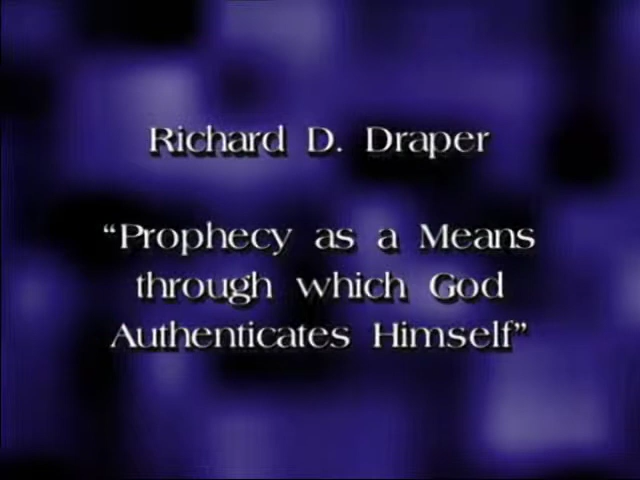 Richard D. Draper
“Prophecy as a Means
through which God
Authenticates Himself”